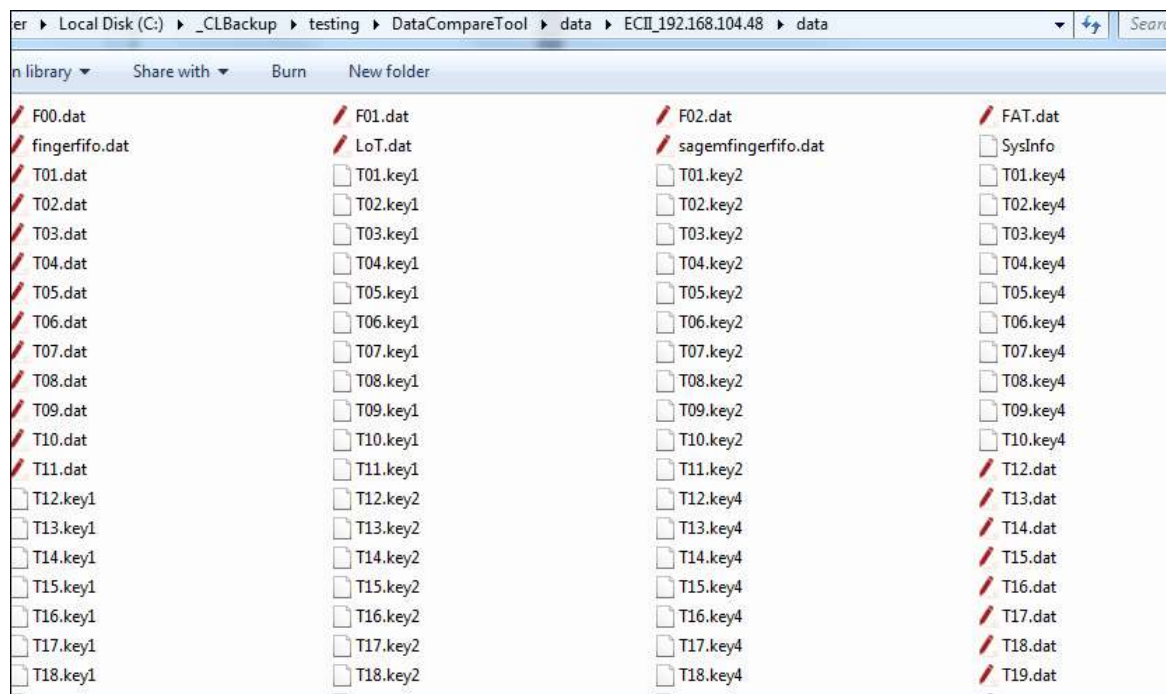 er ▸ Local Disk (C:) ▸ _CLBackup ▸ testing ▸ DataCompareTool ▸ data ▸ ECII_192.168.104.48 ▸ data Searc
n library Share with Burn New folder
F00.dat F01.dat F02.dat FAT.dat
fingerfifo.dat LoT.dat sagemfingerfifo.dat SysInfo
T01.dat T01.key1 T01.key2 T01.key4
T02.dat T02.key1 T02.key2 T02.key4
T03.dat T03.key1 T03.key2 T03.key4
T04.dat T04.key1 T04.key2 T04.key4
T05.dat T05.key1 T05.key2 T05.key4
T06.dat T06.key1 T06.key2 T06.key4
T07.dat T07.key1 T07.key2 T07.key4
T08.dat T08.key1 T08.key2 T08.key4
T09.dat T09.key1 T09.key2 T09.key4
T10.dat T10.key1 T10.key2 T10.key4
T11.dat T11.key1 T11.key2 T12.dat
T12.key1 T12.key2 T12.key4 T13.dat
T13.key1 T13.key2 T13.key4 T14.dat
T14.key1 T14.key2 T14.key4 T15.dat
T15.key1 T15.key2 T15.key4 T16.dat
T16.key1 T16.key2 T16.key4 T17.dat
T17.key1 T17.key2 T17.key4 T18.dat
T18.key1 T18.key2 T18.key4 T19.dat